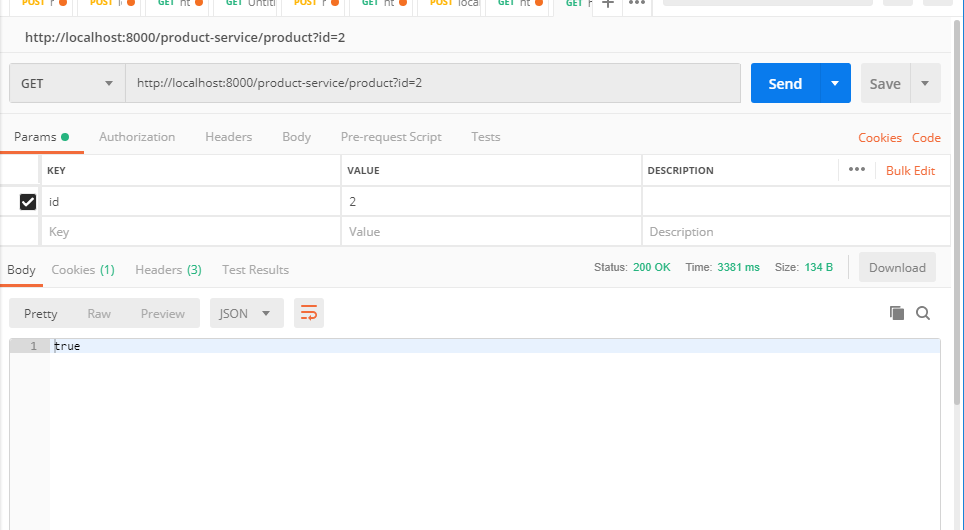 POST r POST l GET ht GET Untitl POST r GET ht POST local GET ht GET h + •••
http://localhost:8000/product-service/product?id=2
GET http://localhost:8000/product-service/product?id=2 Send Save
Params Authorization Headers Body Pre-request Script Tests Cookies Code
KEY VALUE DESCRIPTION ••• Bulk Edit
id 2
Key Value Description
Body Cookies (1) Headers (3) Test Results Status: 200 OK Time: 3381 ms Size: 134 B Download
Pretty Raw Preview JSON
1 true